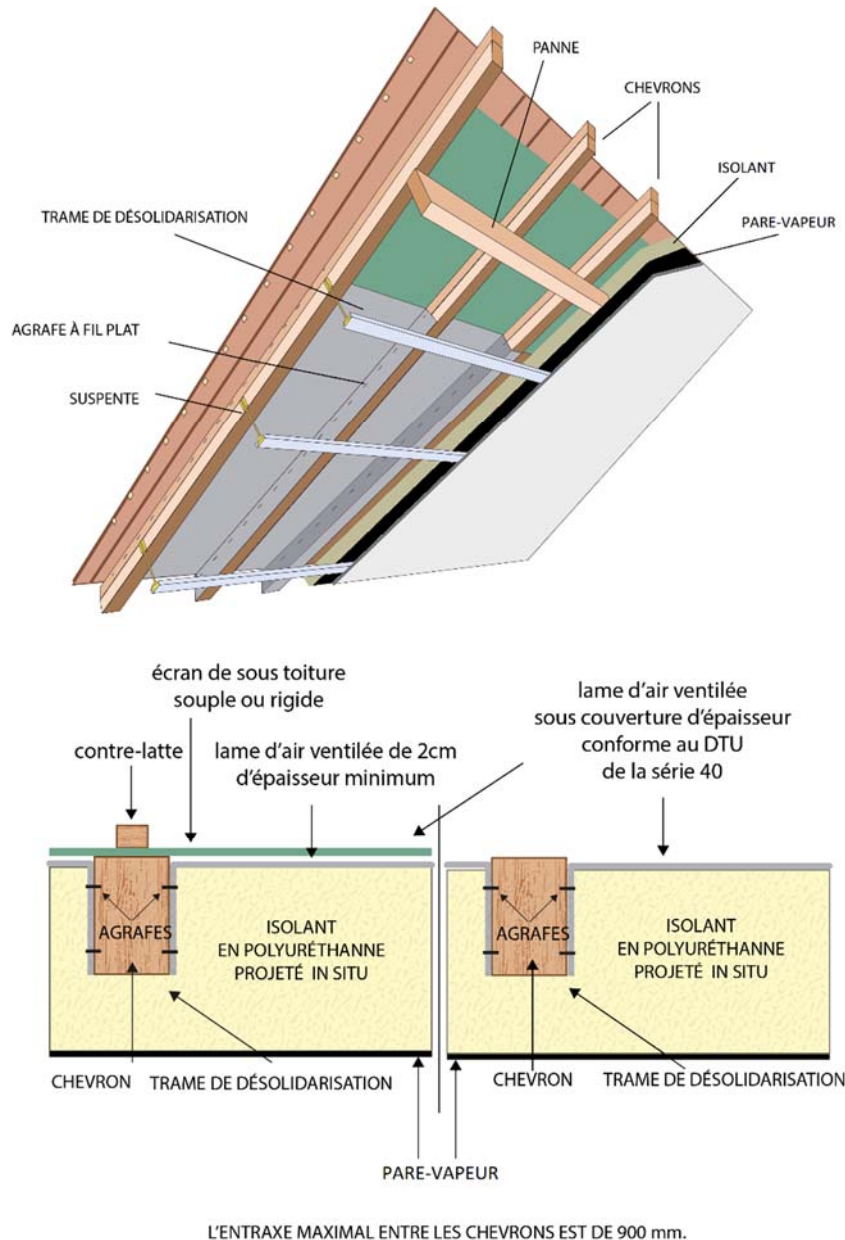 PANNE
CHEVRONS
ISOLANT
PARE-VAPEUR
TRAME DE DÉSOLIDARISATION
AGRAFE À FIL PLAT
SUSPENTE
écran de sous toiture
souple ou rigide
lame d'air ventilée
sous couverture d'épaisseur
conforme au DTU
de la série 40
contre-latte
lame d'air ventilée de 2cm
d'épaisseur minimum
AGRAFES
ISOLANT
EN POLYURÉTHANNE
PROJETÉ IN SITU
AGRAFES
ISOLANT
EN POLYURÉTHANNE
PROJETÉ IN SITU
CHEVRON
TRAME DE DÉSOLIDARISATION
CHEVRON
TRAME DE DÉSOLIDARISATION
PARE-VAPEUR
L'ENTRAXE MAXIMAL ENTRE LES CHEVRONS EST DE 900 mm.